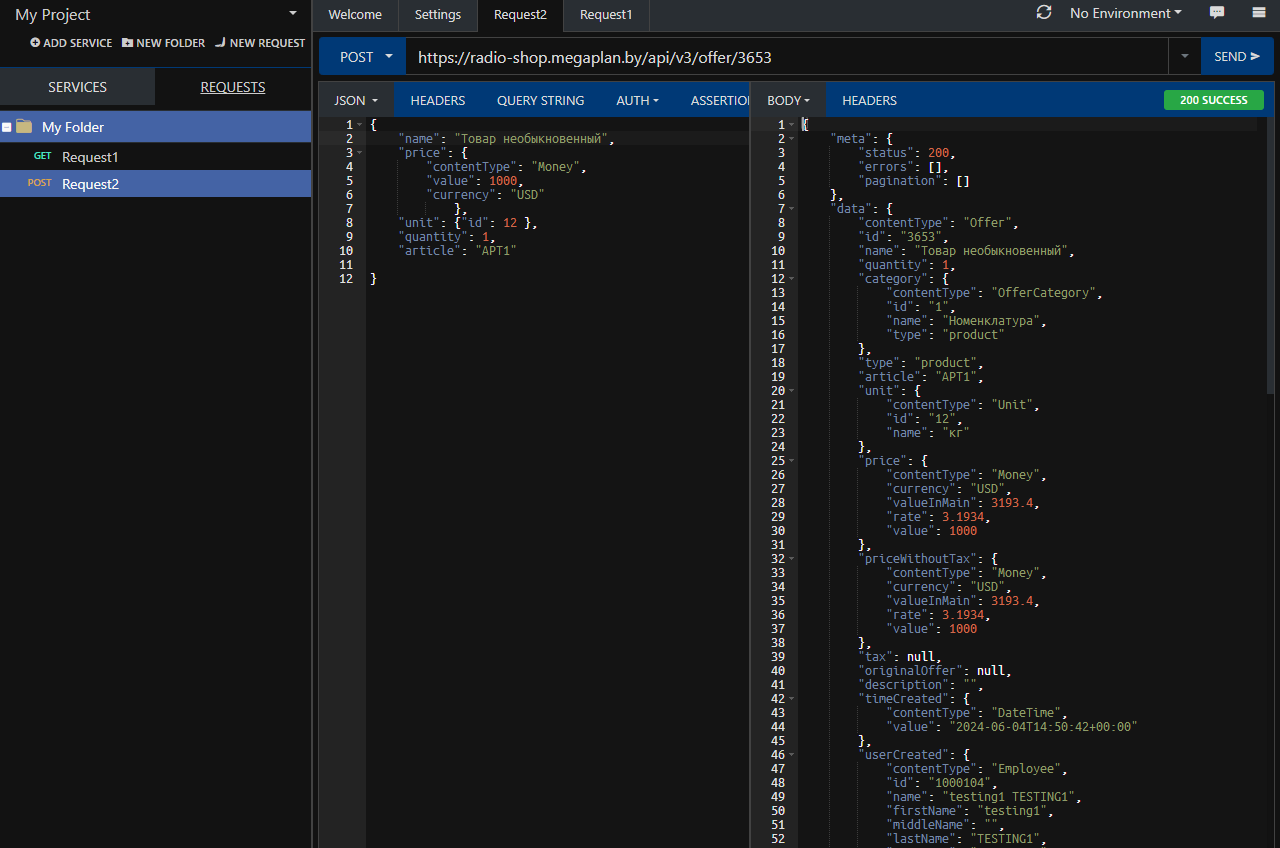 My Project
ADD SERVICE NEW FOLDER NEW REQUEST
SERVICES REQUESTS
My Folder
GET Request1
POST Request2
Welcome Settings Request2 Request1
No Environment
POST https://radio-shop.megaplan.by/api/v3/offer/3653 SEND
JSON HEADERS QUERY STRING AUTH ASSERTIO
1 {
2 "name": "Товар необыкновенный",
3 "price": {
4 "contentType": "Money",
5 "value": 1000,
6 "currency": "USD"
7 },
8 "unit": {"id": 12 },
9 "quantity": 1,
10 "article": "АРТ1"
11
12 }
BODY HEADERS 200 SUCCESS
1 {
2 "meta": {
3 "status": 200,
4 "errors": [],
5 "pagination": []
6 },
7 "data": {
8 "contentType": "Offer",
9 "id": "3653",
10 "name": "Товар необыкновенный",
11 "quantity": 1,
12 "category": {
13 "contentType": "OfferCategory",
14 "id": "1",
15 "name": "Номенклатура",
16 "type": "product"
17 },
18 "type": "product",
19 "article": "АРТ1",
20 "unit": {
21 "contentType": "Unit",
22 "id": "12",
23 "name": "кг"
24 },
25 "price": {
26 "contentType": "Money",
27 "currency": "USD",
28 "valueInMain": 3193.4,
29 "rate": 3.1934,
30 "value": 1000
31 },
32 "priceWithoutTax": {
33 "contentType": "Money",
34 "currency": "USD",
35 "valueInMain": 3193.4,
36 "rate": 3.1934,
37 "value": 1000
38 },
39 "tax": null,
40 "originalOffer": null,
41 "description": "",
42 "timeCreated": {
43 "contentType": "DateTime",
44 "value": "2024-06-04T14:50:42+00:00"
45 },
46 "userCreated": {
47 "contentType": "Employee",
48 "id": "1000104",
49 "name": "testing1 TESTING1",
50 "firstName": "testing1",
51 "middleName": "",
52 "lastName": "TESTING1",